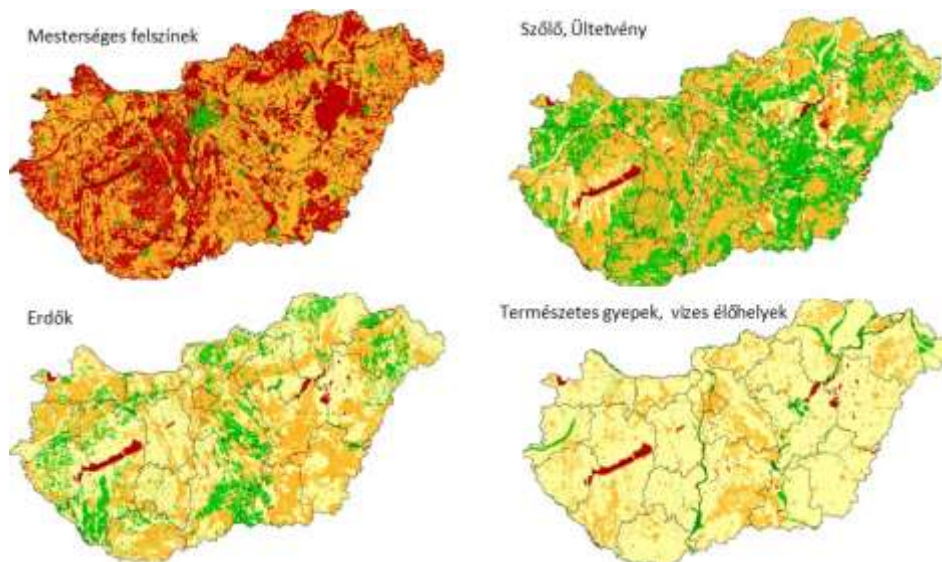 Mesterséges felszínek
Szőlő, Ültetvény
Erdők
Természetes gyepek, vizes élőhelyek